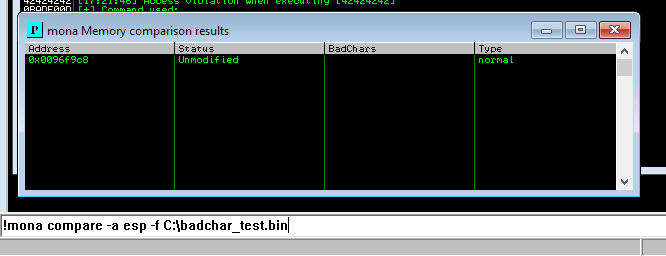 42424242 [17:21:46] Access violation when executing [42424242]
0BADF00D [+] Command used:
mona Memory comparison results
Address Status BadChars Type
0x0096f9c8 Unmodified normal
!mona compare -a esp -f C:\badchar_test.bin